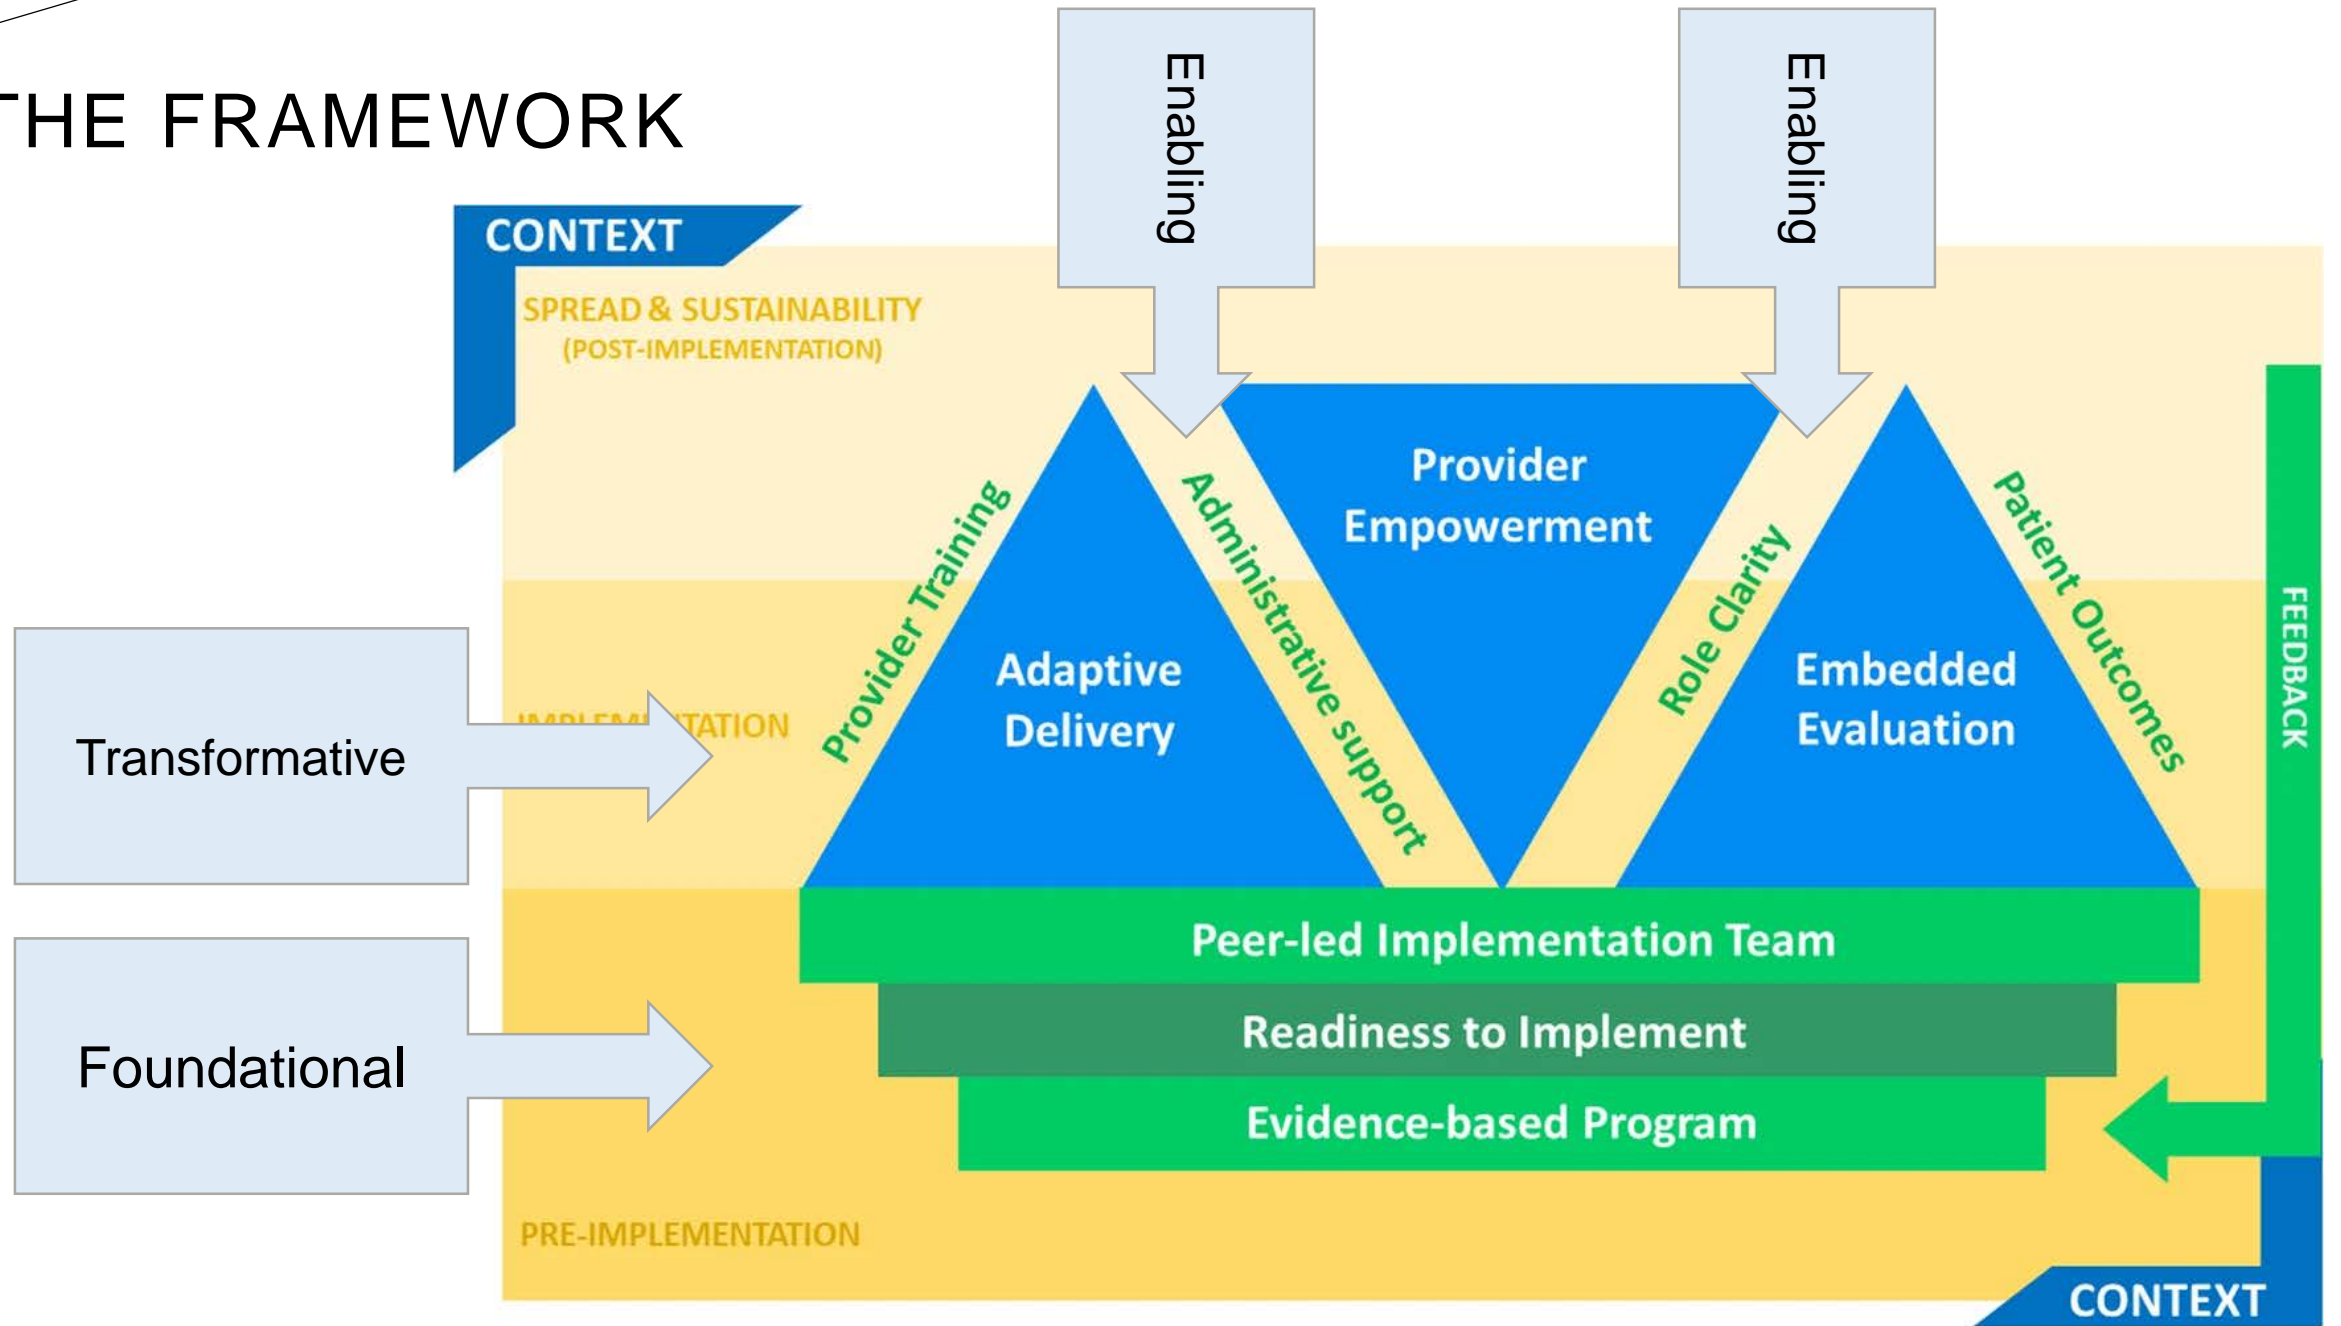 THE FRAMEWORK
Enabling
Enabling
CONTEXT
SPREAD & SUSTAINABILITY
(POST-IMPLEMENTATION)
Provider
Empowerment
Provider Training
Administrative support
Role Clarity
Patient Outcomes
FEEDBACK
Adaptive
Delivery
Embedded
Evaluation
Transformative
Peer-led Implementation Team
Readiness to Implement
Foundational
Evidence-based Program
PRE-IMPLEMENTATION
CONTEXT